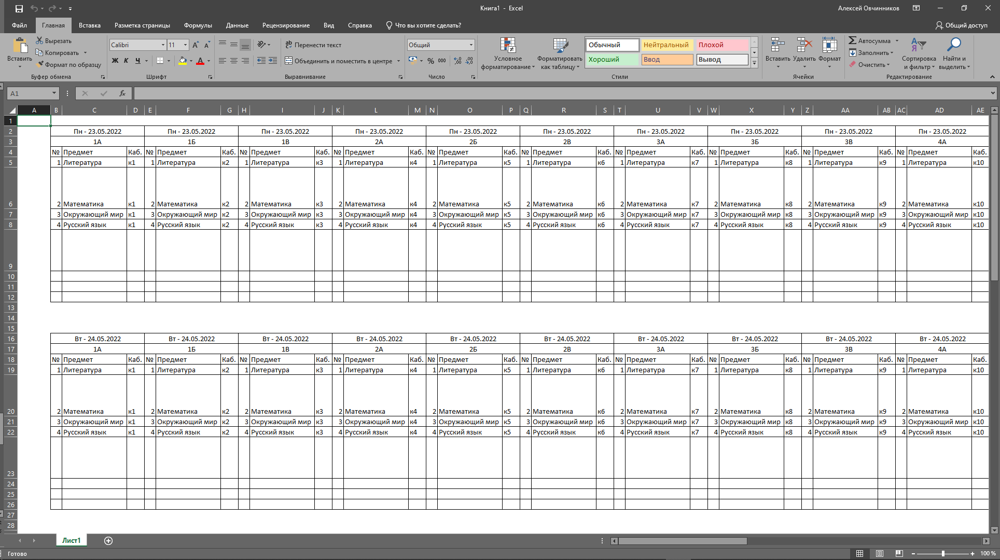 Книга1 - Excel
Алексей Овчинников
Файл Главная Вставка Разметка страницы Формулы Данные Рецензирование Вид Справка Что вы хотите сделать? Общий доступ
Вставить
Вырезать
Копировать
Формат по образцу
Буфер обмена
Calibri 11
Ж К Ч А
Шрифт
Перенести текст
Объединить и поместить в центре
Выравнивание
Общий
% 000
Число
Условное форматирование
Форматировать как таблицу
Обычный Нейтральный Плохой
Хороший Ввод Вывод
Стили
Вставить Удалить Формат
Ячейки
Автосумма
Заполнить
Очистить
Сортировка и фильтр
Найти и выделить
Редактирование
A1 fx
A B C D E F G H I J K L M N O P Q R S T U V W X Y Z AA AB AC AD AE
1
2 Пн - 23.05.2022 Пн - 23.05.2022 Пн - 23.05.2022 Пн - 23.05.2022 Пн - 23.05.2022 Пн - 23.05.2022 Пн - 23.05.2022 Пн - 23.05.2022 Пн - 23.05.2022 Пн - 23.05.2022
3 1А 1Б 1В 2А 2Б 2В 3А 3Б 3В 4А
4 № Предмет Каб. № Предмет Каб. № Предмет Каб. № Предмет Каб. № Предмет Каб. № Предмет Каб. № Предмет Каб. № Предмет Каб. № Предмет Каб. № Предмет Каб.
5 1 Литература к1 1 Литература к2 1 Литература к3 1 Литература к4 1 Литература к5 1 Литература к6 1 Литература к7 1 Литература к8 1 Литература к9 1 Литература к10
6 2 Математика к1 2 Математика к2 2 Математика к3 2 Математика к4 2 Математика к5 2 Математика к6 2 Математика к7 2 Математика к8 2 Математика к9 2 Математика к10
7 3 Окружающий мир к1 3 Окружающий мир к2 3 Окружающий мир к3 3 Окружающий мир к4 3 Окружающий мир к5 3 Окружающий мир к6 3 Окружающий мир к7 3 Окружающий мир к8 3 Окружающий мир к9 3 Окружающий мир к10
8 4 Русский язык к1 4 Русский язык к2 4 Русский язык к3 4 Русский язык к4 4 Русский язык к5 4 Русский язык к6 4 Русский язык к7 4 Русский язык к8 4 Русский язык к9 4 Русский язык к10
9
10
11
12
13
14
15
16 Вт - 24.05.2022 Вт - 24.05.2022 Вт - 24.05.2022 Вт - 24.05.2022 Вт - 24.05.2022 Вт - 24.05.2022 Вт - 24.05.2022 Вт - 24.05.2022 Вт - 24.05.2022 Вт - 24.05.2022
17 1А 1Б 1В 2А 2Б 2В 3А 3Б 3В 4А
18 № Предмет Каб. № Предмет Каб. № Предмет Каб. № Предмет Каб. № Предмет Каб. № Предмет Каб. № Предмет Каб. № Предмет Каб. № Предмет Каб. № Предмет Каб.
19 1 Литература к1 1 Литература к2 1 Литература к3 1 Литература к4 1 Литература к5 1 Литература к6 1 Литература к7 1 Литература к8 1 Литература к9 1 Литература к10
20 2 Математика к1 2 Математика к2 2 Математика к3 2 Математика к4 2 Математика к5 2 Математика к6 2 Математика к7 2 Математика к8 2 Математика к9 2 Математика к10
21 3 Окружающий мир к1 3 Окружающий мир к2 3 Окружающий мир к3 3 Окружающий мир к4 3 Окружающий мир к5 3 Окружающий мир к6 3 Окружающий мир к7 3 Окружающий мир к8 3 Окружающий мир к9 3 Окружающий мир к10
22 4 Русский язык к1 4 Русский язык к2 4 Русский язык к3 4 Русский язык к4 4 Русский язык к5 4 Русский язык к6 4 Русский язык к7 4 Русский язык к8 4 Русский язык к9 4 Русский язык к10
23
24
25
26
27
28
Лист1
Готово
100 %